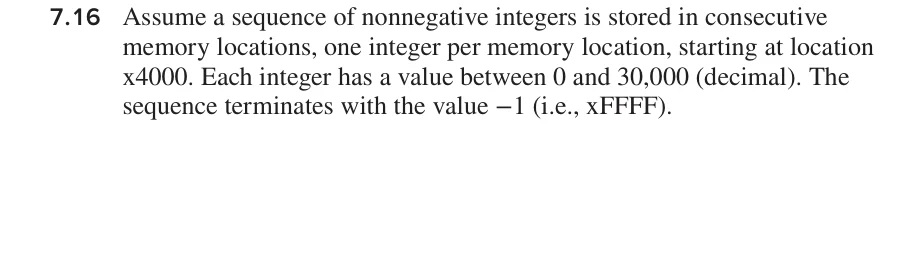 7.16 Assume a sequence of nonnegative integers is stored in consecutive
memory locations, one integer per memory location, starting at location
x4000. Each integer has a value between 0 and 30,000 (decimal). The
sequence terminates with the value −1 (i.e., xFFFF).